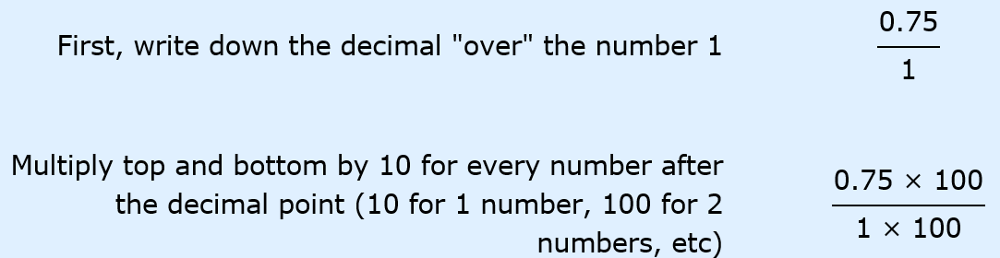 First, write down the decimal "over" the number 1
0.75
1
Multiply top and bottom by 10 for every number after
the decimal point (10 for 1 number, 100 for 2
numbers, etc)
0.75 × 100
1 × 100